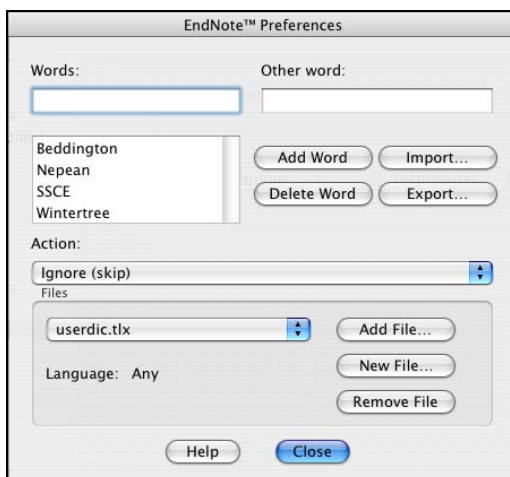 EndNote™ Preferences
Words:
Other word:
Beddington
Nepean
SSCE
Wintertree
Add Word
Import...
Delete Word
Export...
Action:
Ignore (skip)
Files
userdic.tlx
Add File...
Language: Any
New File...
Remove File
Help
Close